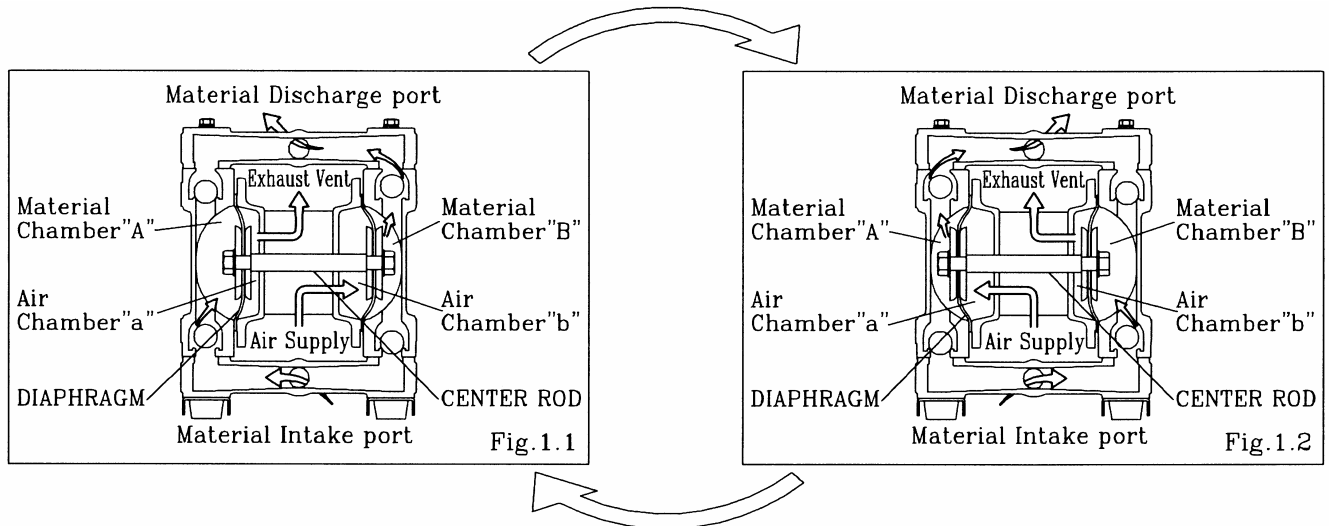 Material Discharge port
Exhaust Vent
Material
Chamber"A"
Material
Chamber"B"
Air
Chamber"a"
Air
Chamber"b"
Air Supply
DIAPHRAGM
CENTER ROD
Material Intake port
Fig.1.1
Material Discharge port
Exhaust Vent
Material
Chamber"A"
Material
Chamber"B"
Air
Chamber"a"
Air
Chamber"b"
Air Supply
DIAPHRAGM
CENTER ROD
Material Intake port
Fig.1.2